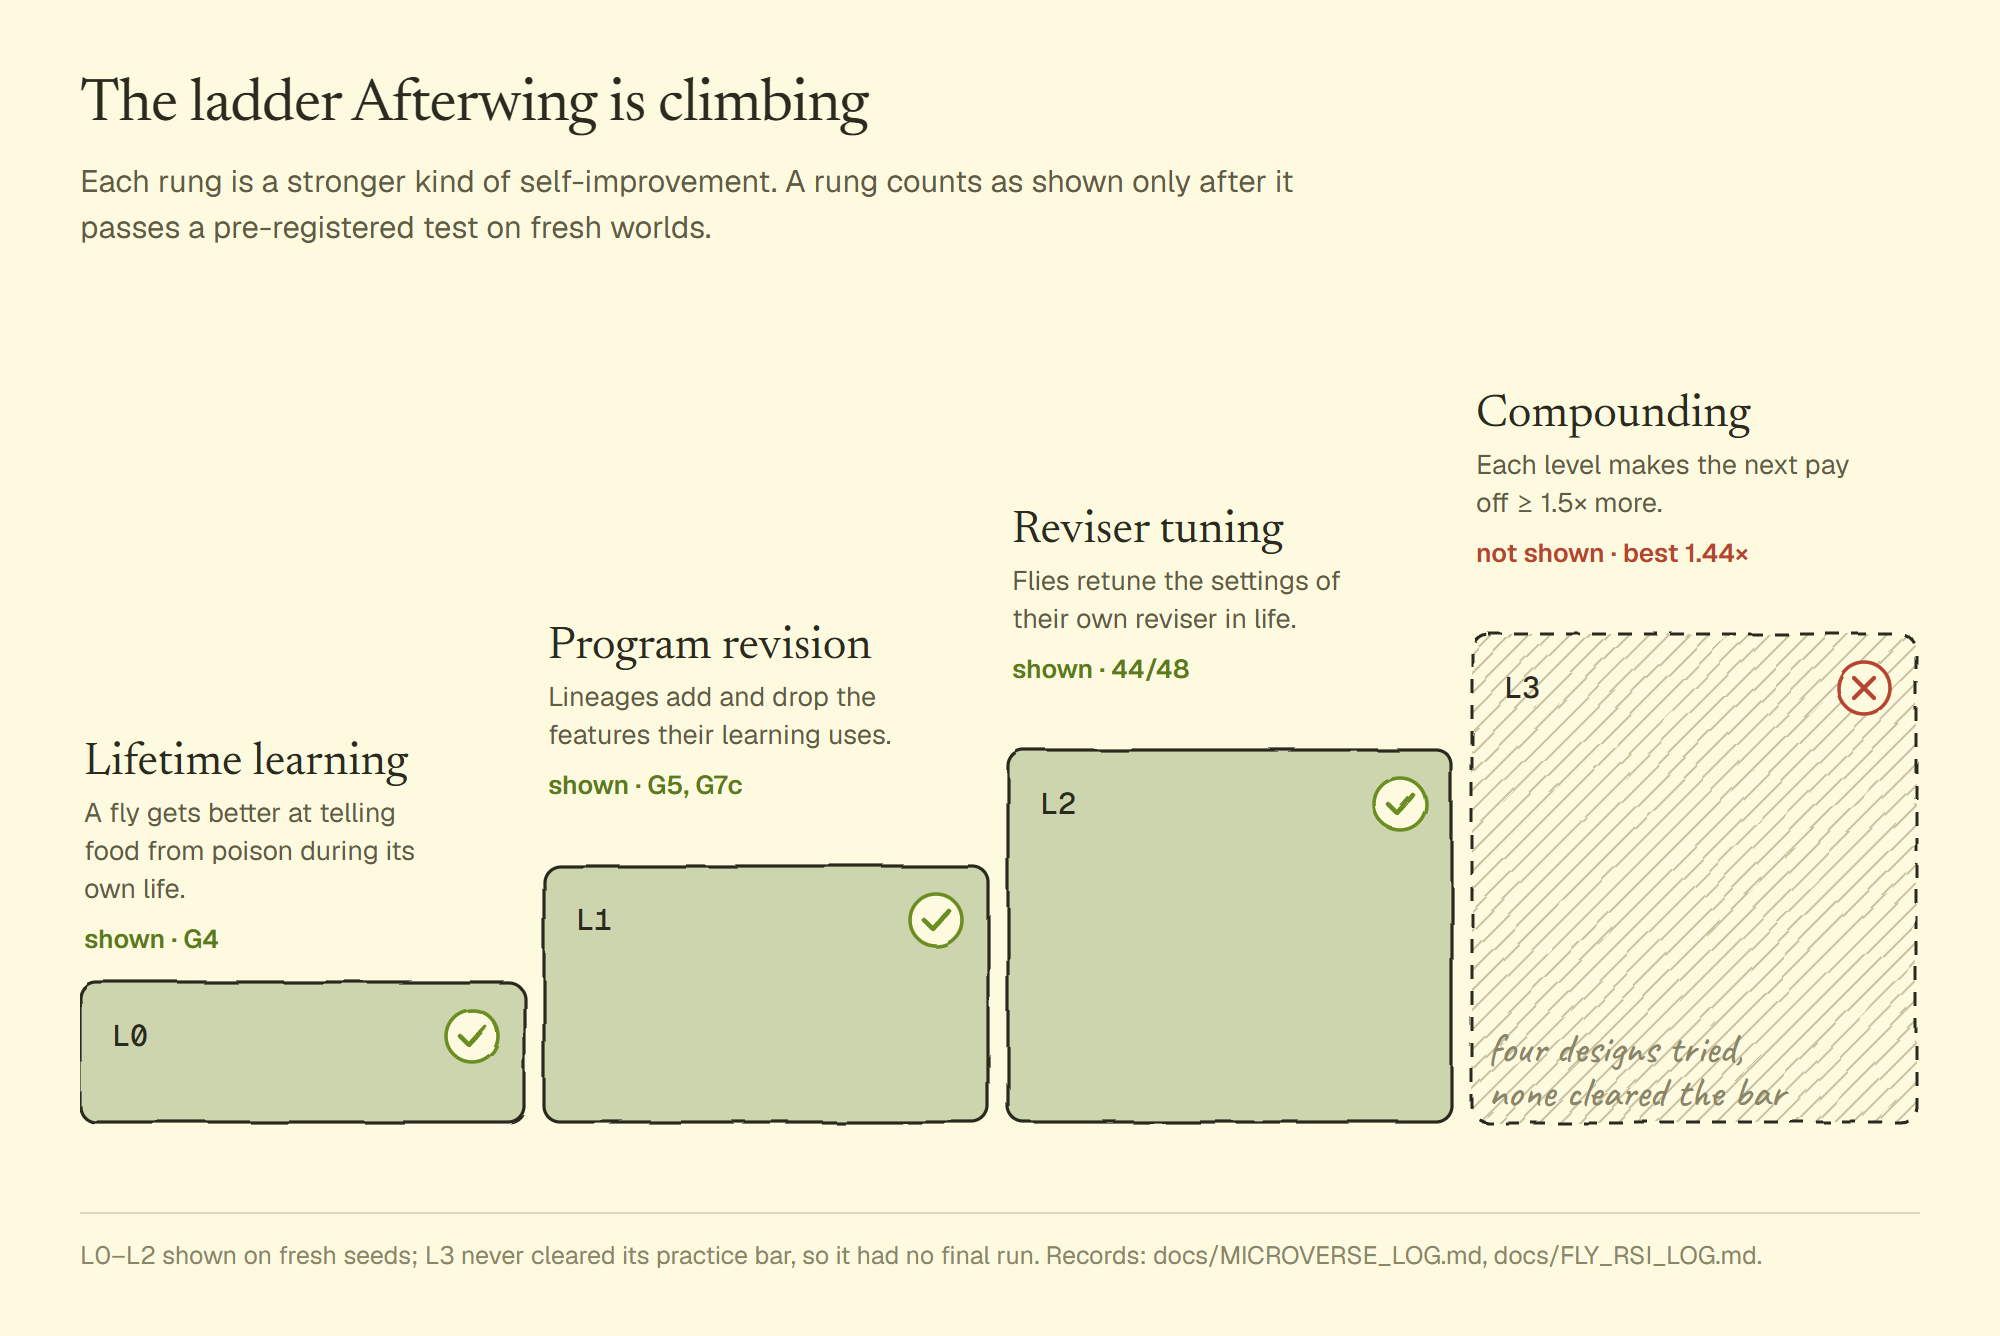 The ladder Afterwing is climbing
Each rung is a stronger kind of self-improvement. A rung counts as shown only after it
passes a pre-registered test on fresh worlds.
Lifetime learning
A fly gets better at telling
food from poison during its
own life.
shown · G4
L0
Program revision
Lineages add and drop the
features their learning uses.
shown · G5, G7c
L1
Reviser tuning
Flies retune the settings of
their own reviser in life.
shown · 44/48
L2
Compounding
Each level makes the next pay
off ≥ 1.5× more.
not shown · best 1.44×
L3
four designs tried,
none cleared the bar
L0–L2 shown on fresh seeds; L3 never cleared its practice bar, so it had no final run. Records: docs/MICROVERSE_LOG.md, docs/FLY_RSI_LOG.md.